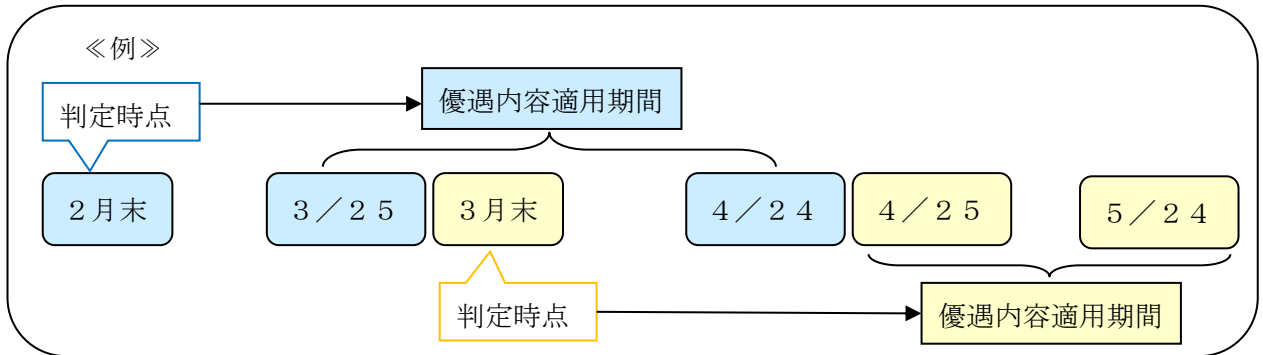 ≪例≫
判定時点
優遇内容適用期間
２月末
３／２５
３月末
４／２４
４／２５
５／２４
判定時点
優遇内容適用期間